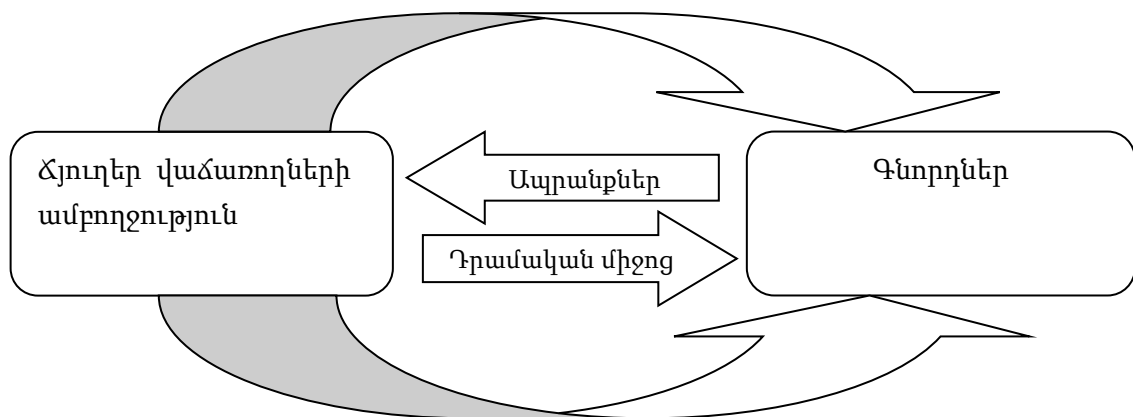 Ճյուղեր վաճառողների
ամբողջություն
Ապրանքներ
Դրամական միջոց
Գնորդներ